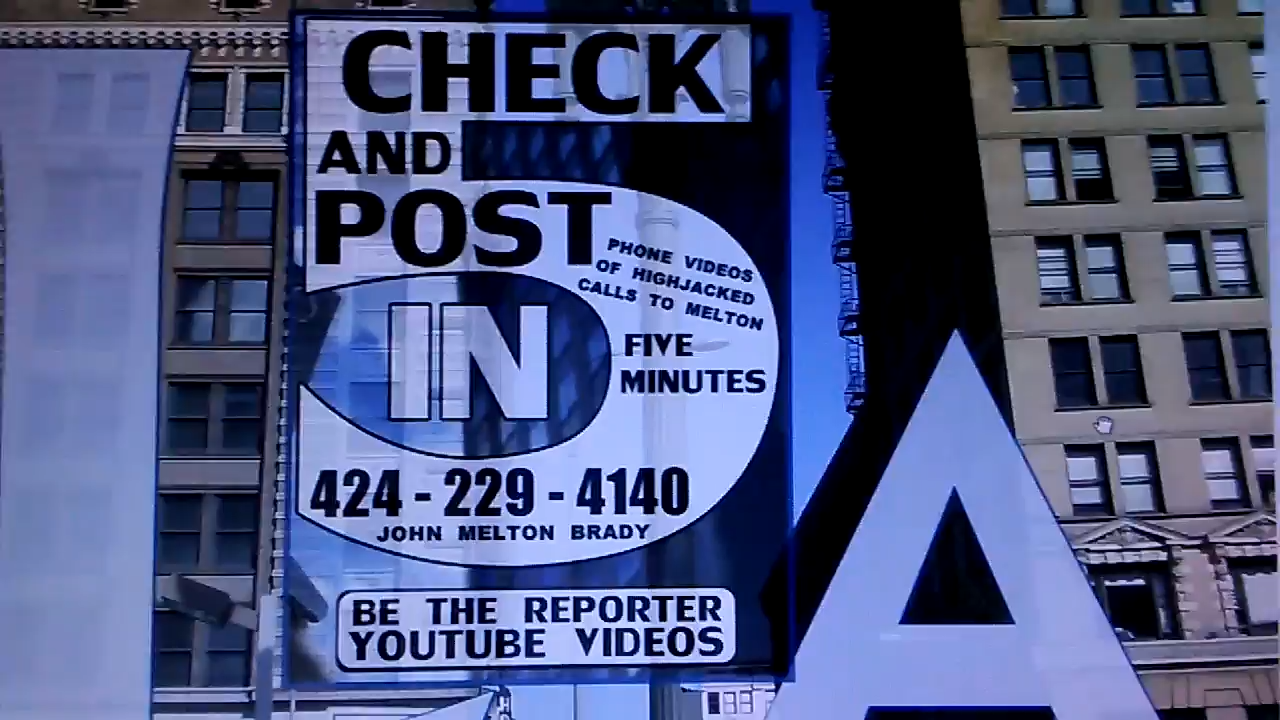 CHECK
AND
POST
PHONE VIDEOS
OF HIGHJACKED
CALLS TO MELTON
IN
FIVE
MINUTES
424 - 229 - 4140
JOHN MELTON BRADY
BE THE REPORTER
YOUTUBE VIDEOS
A